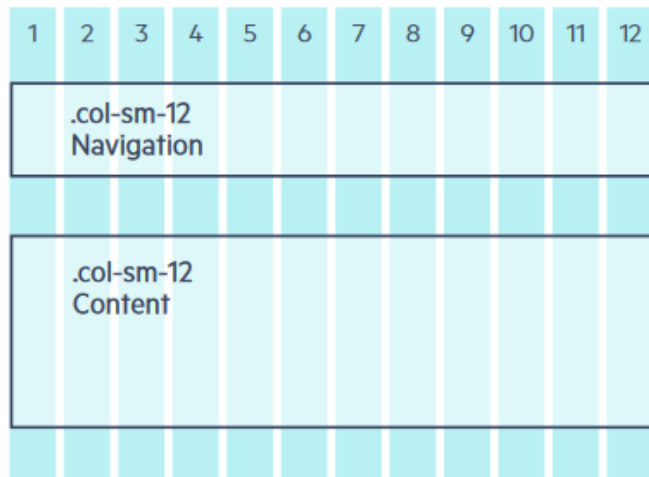 1 2 3 4 5 6 7 8 9 10 11 12
.col-sm-12
Navigation
.col-sm-12
Content